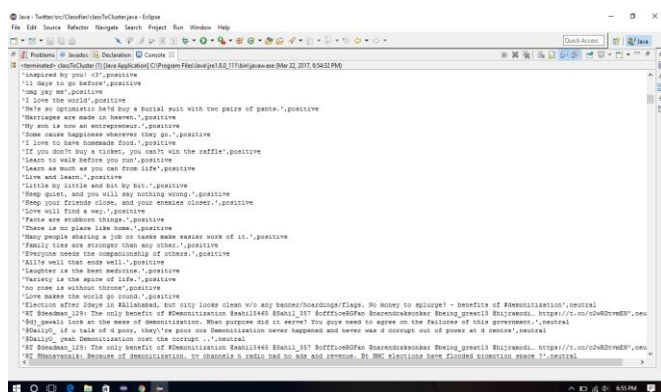 Java - Twitter/src/Classifier/classToCluster.java - Eclipse
File Edit Source Refactor Navigate Search Project Run Window Help
Quick Access
Java
Problems @ Javadoc Declaration Console
<terminated> classToCluster (1) [Java Application] C:\Program Files\Java\jre1.8.0_111\bin\javaw.exe (Mar 22, 2017, 6:54:32 PM)
'inspired by you! <3',positive
'11 days to go before',positive
'omg yay me',positive
'I love the world',positive
'He?s so optimistic he?d buy a burial suit with two pairs of pants.',positive
'Marriages are made in heaven.',positive
'My son is now an entrepreneur.',positive
'Some cause happiness wherever they go.',positive
'I love to have homemade food.',positive
'If you don?t buy a ticket, you can?t win the raffle',positive
'Learn to walk before you run',positive
'Learn as much as you can from life',positive
'Live and learn.',positive
'Little by little and bit by bit.',positive
'Keep quiet, and you will say nothing wrong.',positive
'Keep your friends close, and your enemies closer.',positive
'Love will find a way.',positive
'Facts are stubborn things.',positive
'There is no place like home.',positive
'Many people sharing a job or tasks make easier work of it.',positive
'Family ties are stronger than any other.',positive
'Everyone needs the companionship of others.',positive
'All?s well that ends well.',positive
'Laughter is the best medicine.',positive
'Variety is the spice of life.',positive
'no rose is without throne',positive
'Love makes the world go round.',positive
'Election after 2days in #Allahabad, but city looks clean w/o any banner/hoardings/flags. No money to splurge? - benefits of #demonitization',neutral
'RT @deadman_129: The only benefit of #Demonitization @sahil5465 @Sahil_357 @officeRGFan @narendraksonkar @being_great13 @hijramodi. https://t.co/
'@dj_gawali look at the mess of demonitization. What purpose did it serve? You guys need to agree on the failures of this government.',neutral
'@DailyO_ if u talk of d poor, they\'re poor coz Demonitization never happened and never was d corrupt out of power at d centre',neutral
'@DailyO_ yeah Demonitization cost the corrupt ..',neutral
'RT @deadman_129: The only benefit of #Demonitization @sahil5465 @Sahil_357 @officeRGFan @narendraksonkar @being_great13 @hijramodi. https://t.co/
'RT @Hanavanaik: Because of demonitization, tv channels n radio had no ads and revenue. Bt BMC elections have flooded promotion space ?',neutral
6:55 PM